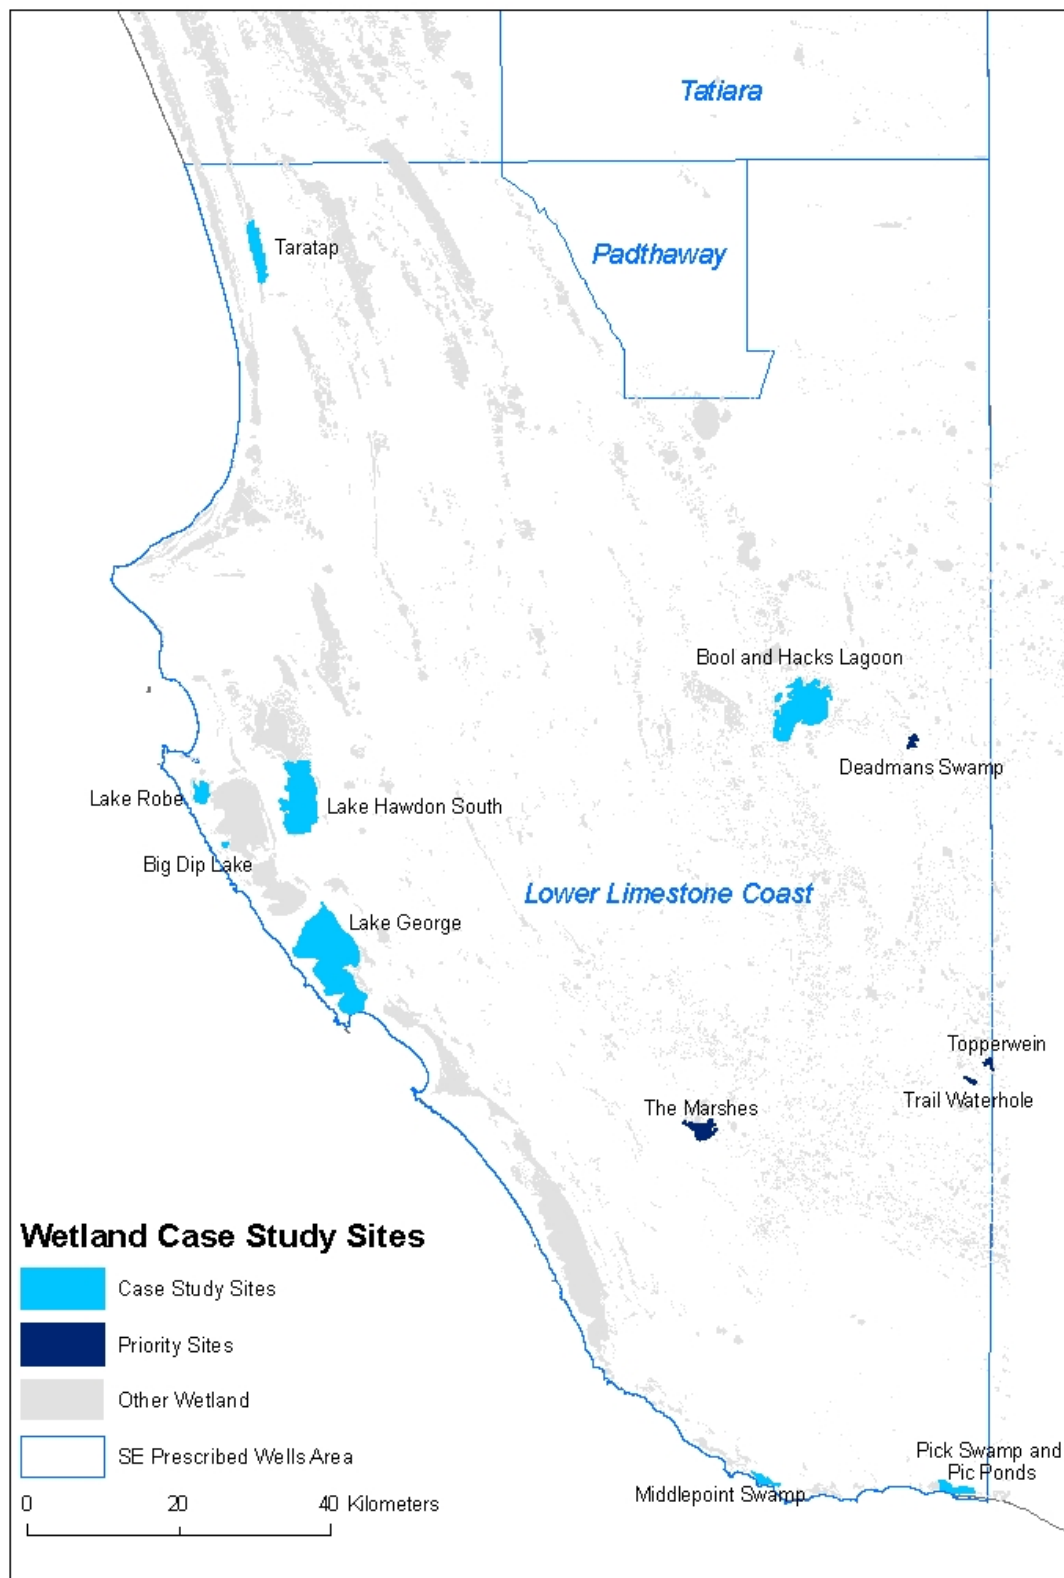 Tatiara
Taratap
Padthaway
Bool and Hacks Lagoon
Deadmans Swamp
Lake Robe
Lake Hawdon South
Big Dip Lake
Lower Limestone Coast
Lake George
Topperwein
Trail Waterhole
The Marshes
Wetland Case Study Sites
Case Study Sites
Priority Sites
Other Wetland
SE Prescribed Wells Area
Pick Swamp and
Pic Ponds
Middlepoint Swamp
0 20 40 Kilometers